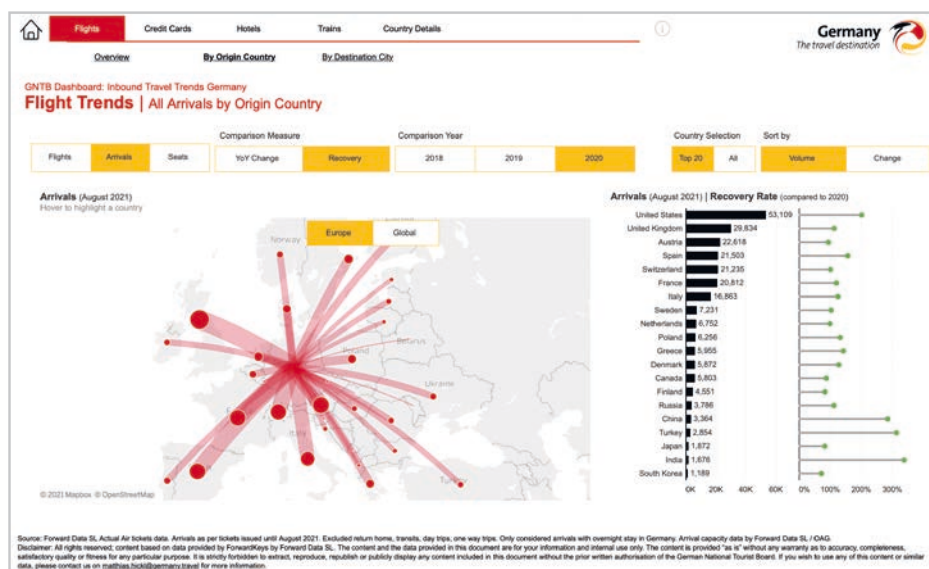 Flights Credit Cards Hotels Trains Country Details
Germany
The travel destination
Overview By Origin Country By Destination City
GNTB Dashboard: Inbound Travel Trends Germany
Flight Trends | All Arrivals by Origin Country
Comparison Measure Comparison Year Country Selection Sort by
Flights Arrivals Seats YoY Change Recovery 2018 2019 2020 Top 20 All Volume Change
Arrivals (August 2021)
Hover to highlight a country
Europe Global
Norway
Poland
Belarus
Ukraine
Italy
Turkey
© 2021 Mapbox © OpenStreetMap
Arrivals (August 2021) | Recovery Rate (compared to 2020)
United States 53,109
United Kingdom 29,834
Austria 22,618
Spain 21,503
Switzerland 21,235
France 20,812
Italy 16,863
Sweden 7,231
Netherlands 6,752
Poland 6,256
Greece 5,955
Denmark 5,872
Canada 5,803
Finland 4,551
Russia 3,786
China 3,364
Turkey 2,854
Japan 1,872
India 1,676
South Korea 1,189
0K 20K 40K 60K 0% 100% 200% 300%
Source: Forward Data SL Actual Air tickets data. Arrivals as per tickets issued until August 2021. Excluded return home, transits, day trips, one way trips. Only considered arrivals with overnight stay in Germany. Arrival capacity data by Forward Data SL / OAG.
Disclaimer: All rights reserved; content based on data provided by ForwardKeys by Forward Data SL. The content and the data provided in this document are for your information and internal use only. The content is provided "as is" without any warranty as to accuracy, completeness,
satisfactory quality or fitness for any particular purpose. It is strictly forbidden to extract, reproduce, republish or publicly display any content included in this document without the prior written authorisation of the German National Tourist Board. If you wish to use any of this content or similar
data, please contact us on matthias.hickl@germany.travel for more information.